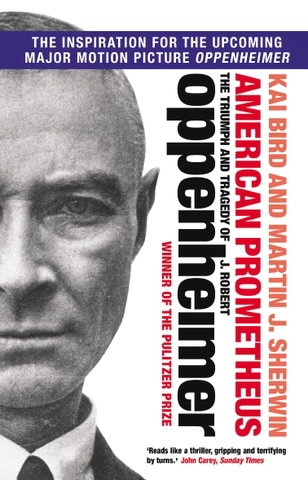 THE INSPIRATION FOR THE UPCOMING
MAJOR MOTION PICTURE OPPENHEIMER
KAI BIRD AND MARTIN J. SHERWIN
AMERICAN PROMETHEUS
THE TRIUMPH AND TRAGEDY OF J. ROBERT
oppenheimer
WINNER OF THE PULITZER PRIZE
'Reads like a thriller, gripping and terrifying
by turns.' John Carey, Sunday Times